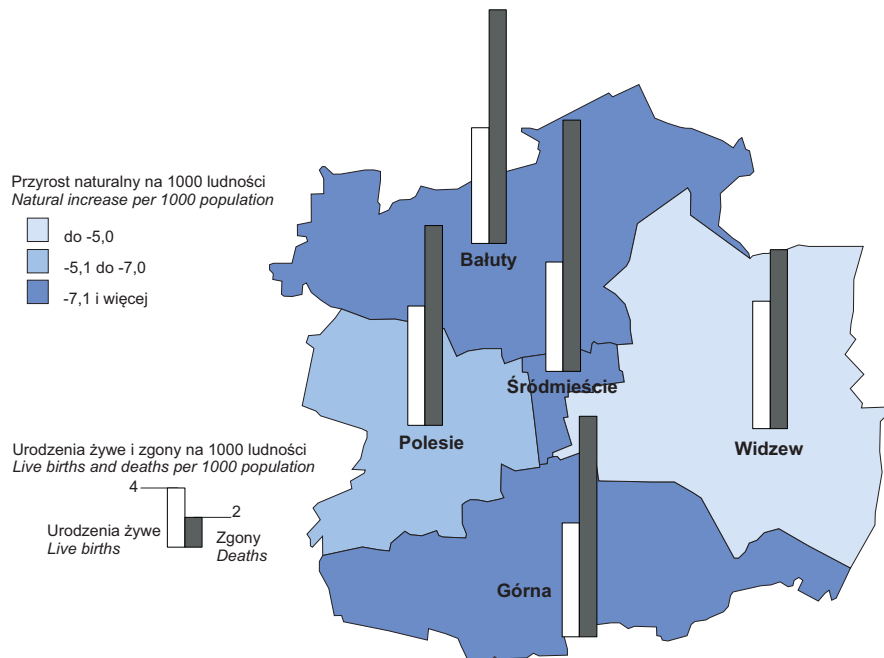 Przyrost naturalny na 1000 ludności
Natural increase per 1000 population
do -5,0
-5,1 do -7,0
-7,1 i więcej
Bałuty
Śródmieście
Polesie
Widzew
Górna
Urodzenia żywe i zgony na 1000 ludności
Live births and deaths per 1000 population
4
2
Urodzenia żywe
Live births
Zgony
Deaths